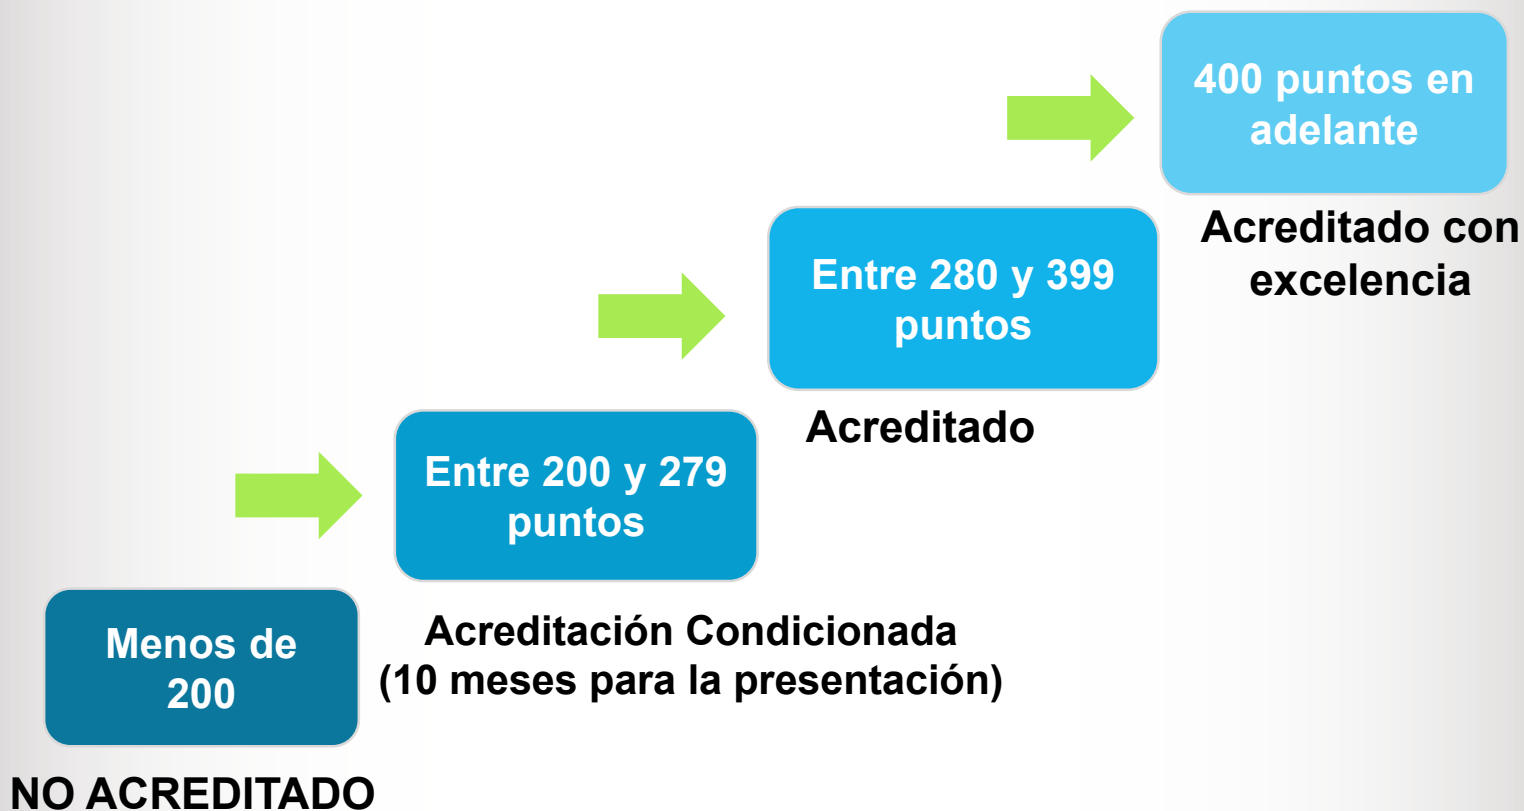 400 puntos en
adelante
Acreditado con
excelencia
Entre 280 y 399
puntos
Acreditado
Entre 200 y 279
puntos
Acreditación Condicionada
(10 meses para la presentación)
Menos de
200
NO ACREDITADO